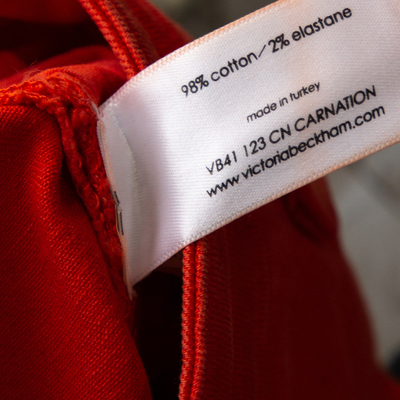 98% cotton / 2% elastane
made in turkey
VB41 123 CN CARNATION
www.victoriabeckham.com